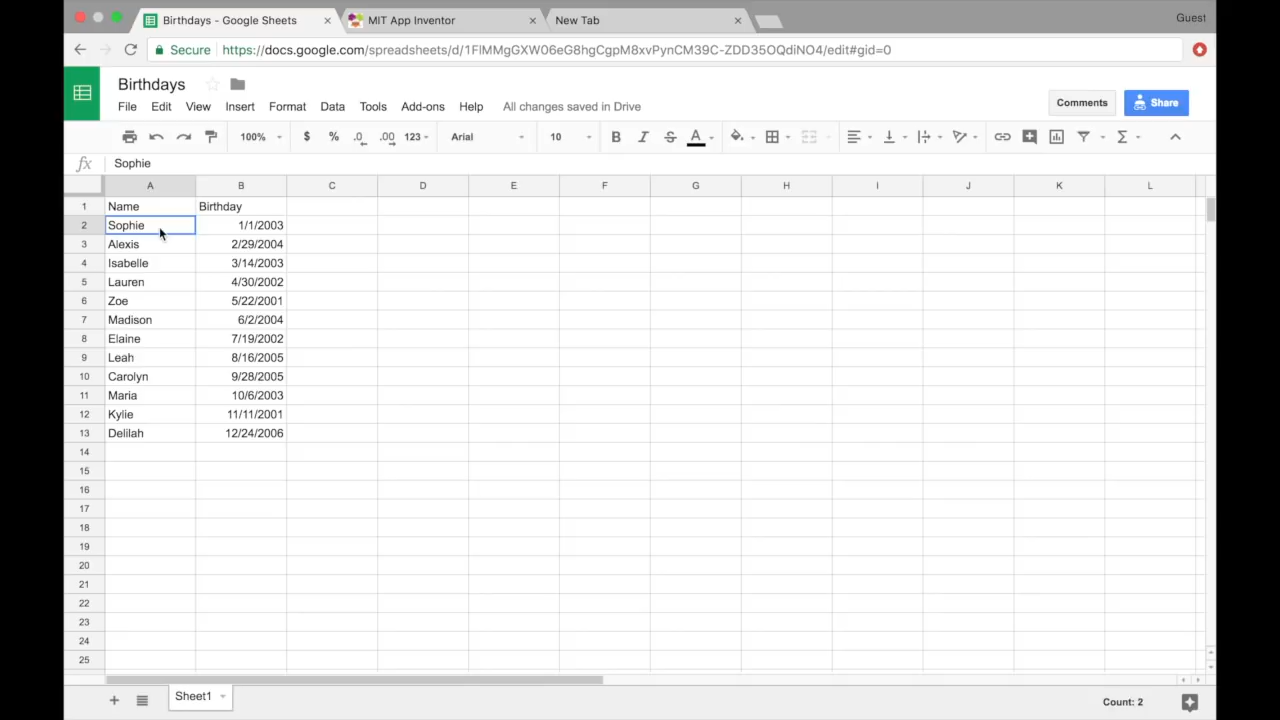 Birthdays - Google Sheets MIT App Inventor New Tab Guest
Secure https://docs.google.com/spreadsheets/d/1FIMMgGXW06eG8hgCgpM8xvPynCM39C-ZDD35OQdiNO4/edit#gid=0
Birthdays
File Edit View Insert Format Data Tools Add-ons Help All changes saved in Drive Comments Share
100% $ % .0 .00 123 Arial 10 B I S A
fx Sophie
A B C D E F G H I J K L
1 Name Birthday
2 Sophie 1/1/2003
3 Alexis 2/29/2004
4 Isabelle 3/14/2003
5 Lauren 4/30/2002
6 Zoe 5/22/2001
7 Madison 6/2/2004
8 Elaine 7/19/2002
9 Leah 8/16/2005
10 Carolyn 9/28/2005
11 Maria 10/6/2003
12 Kylie 11/11/2001
13 Delilah 12/24/2006
14
15
16
17
18
19
20
21
22
23
24
25
Sheet1 Count: 2